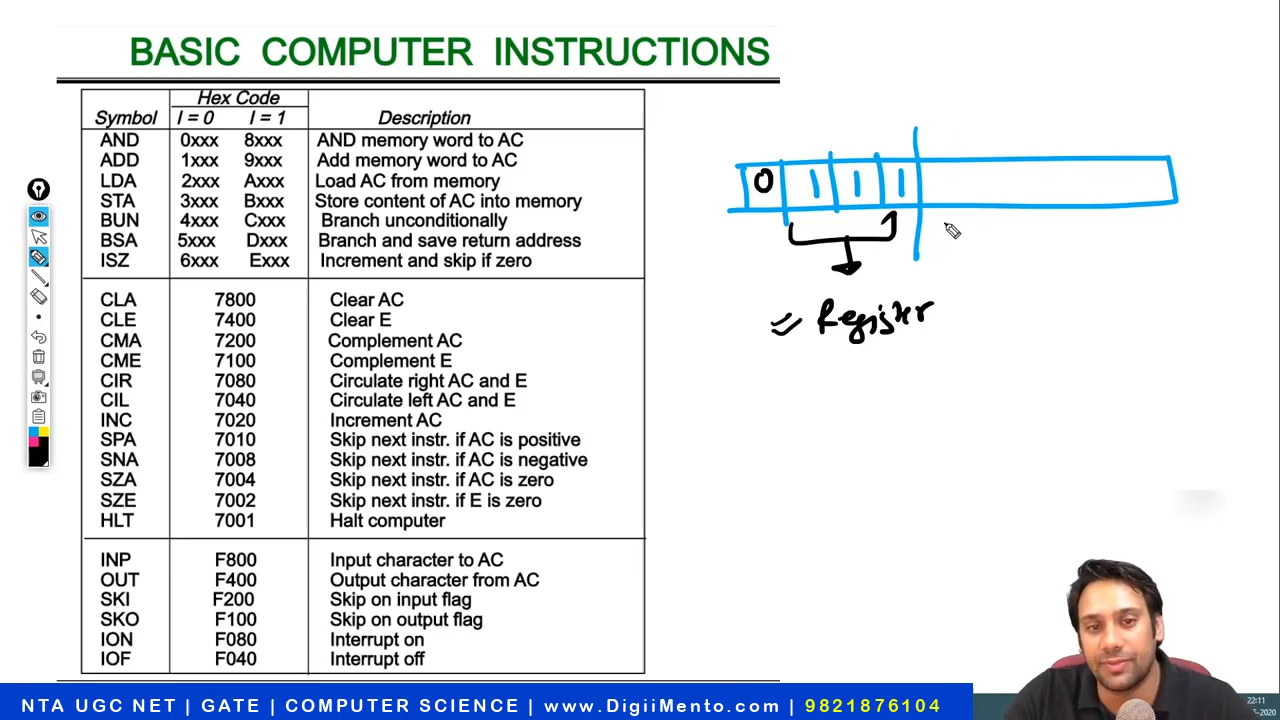 BASIC COMPUTER INSTRUCTIONS
Hex Code
Symbol I = 0 I = 1 Description
AND 0xxx 8xxx AND memory word to AC
ADD 1xxx 9xxx Add memory word to AC
LDA 2xxx Axxx Load AC from memory
STA 3xxx Bxxx Store content of AC into memory
BUN 4xxx Cxxx Branch unconditionally
BSA 5xxx Dxxx Branch and save return address
ISZ 6xxx Exxx Increment and skip if zero
CLA 7800 Clear AC
CLE 7400 Clear E
CMA 7200 Complement AC
CME 7100 Complement E
CIR 7080 Circulate right AC and E
CIL 7040 Circulate left AC and E
INC 7020 Increment AC
SPA 7010 Skip next instr. if AC is positive
SNA 7008 Skip next instr. if AC is negative
SZA 7004 Skip next instr. if AC is zero
SZE 7002 Skip next instr. if E is zero
HLT 7001 Halt computer
INP F800 Input character to AC
OUT F400 Output character from AC
SKI F200 Skip on input flag
SKO F100 Skip on output flag
ION F080 Interrupt on
IOF F040 Interrupt off
0 1 1 1
Register
NTA UGC NET | GATE | COMPUTER SCIENCE | www.DigiiMento.com | 9821876104
22:11